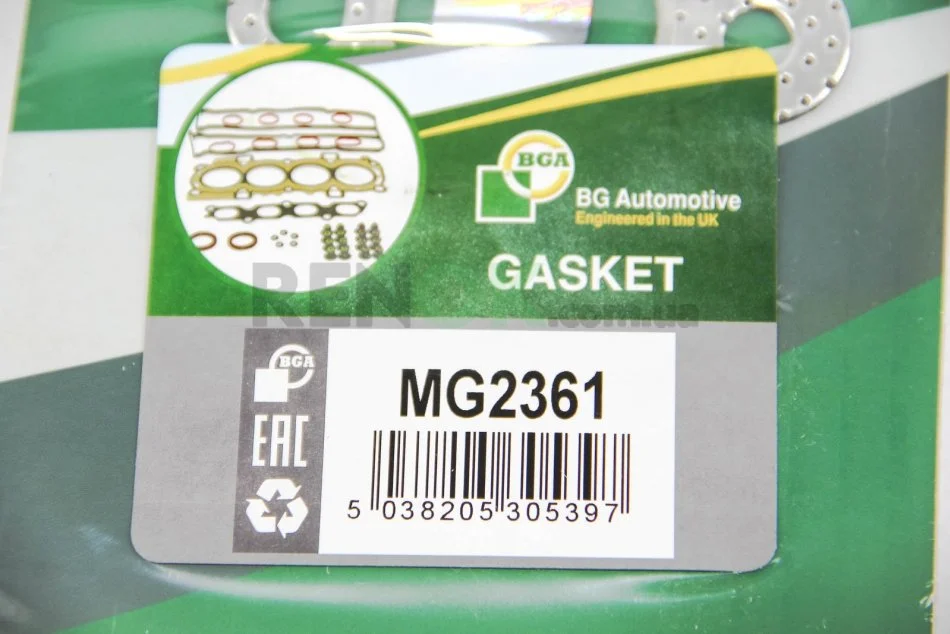 BGA
BG Automotive
Engineered in the UK
GASKET
BGA
MG2361
EAC
5 038205 305397